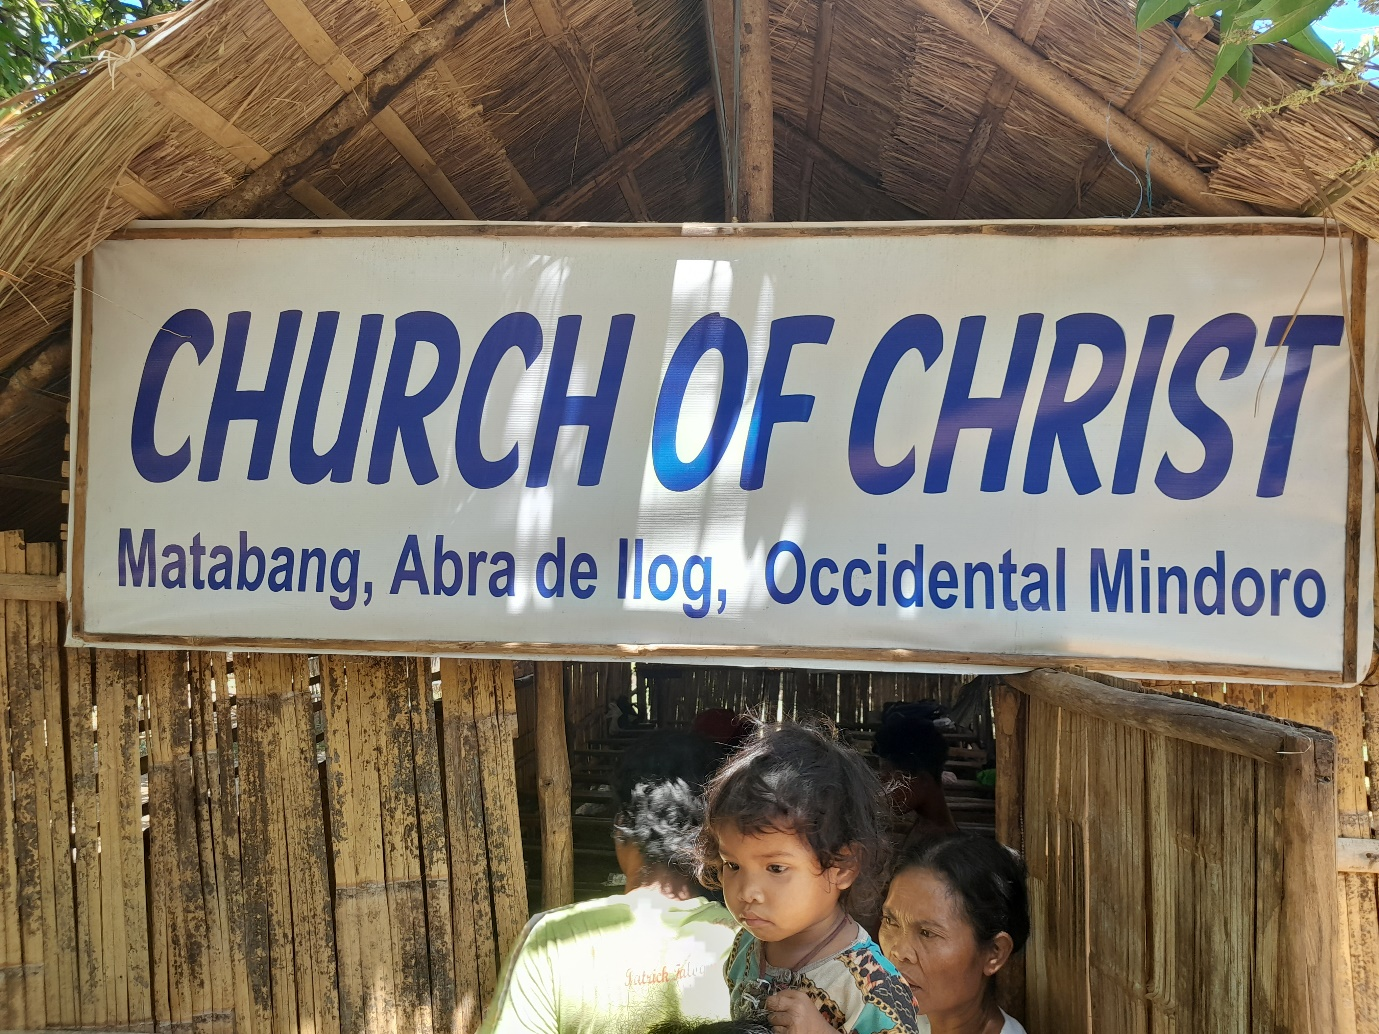 CHURCH OF CHRIST
Matabang, Abra de Ilog, Occidental Mindoro